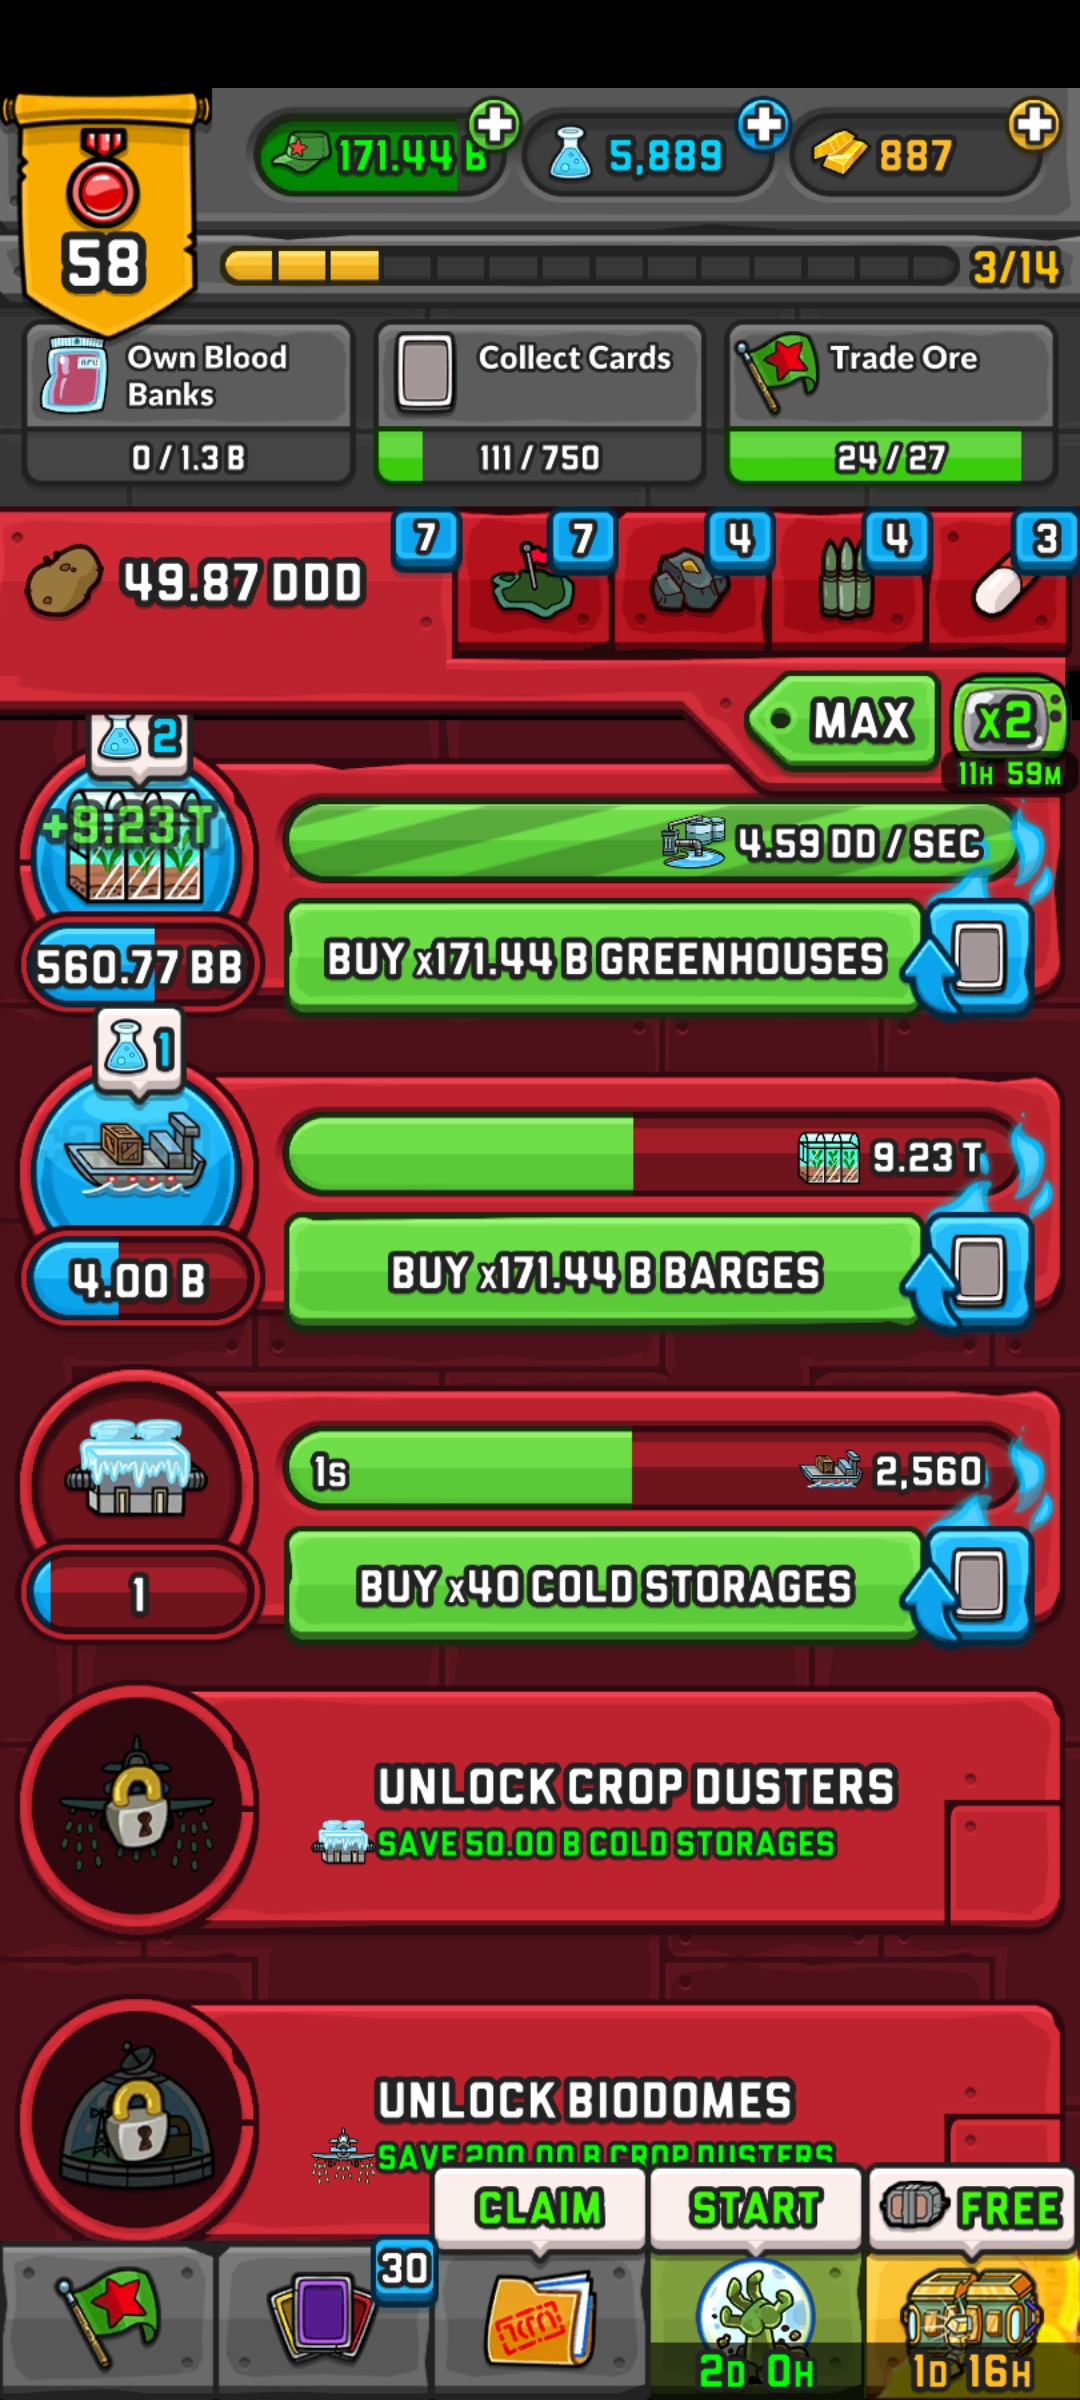 171.44 B
5,889
887
58
3/14
Own Blood
Banks
0 / 1.3 B
Collect Cards
111 / 750
Trade Ore
24 / 27
49.87 DDD
7
7
4
4
3
MAX
x2
11H 59M
2
+9.23 T
4.59 DD / SEC
560.77 BB
BUY x171.44 B GREENHOUSES
1
9.23 T
4.00 B
BUY x171.44 B BARGES
1s
2,560
1
BUY x40 COLD STORAGES
UNLOCK CROP DUSTERS
SAVE 50.00 B COLD STORAGES
UNLOCK BIODOMES
SAVE 200.00 B CROP DUSTERS
CLAIM
START
FREE
30
2D 0H
1D 16H